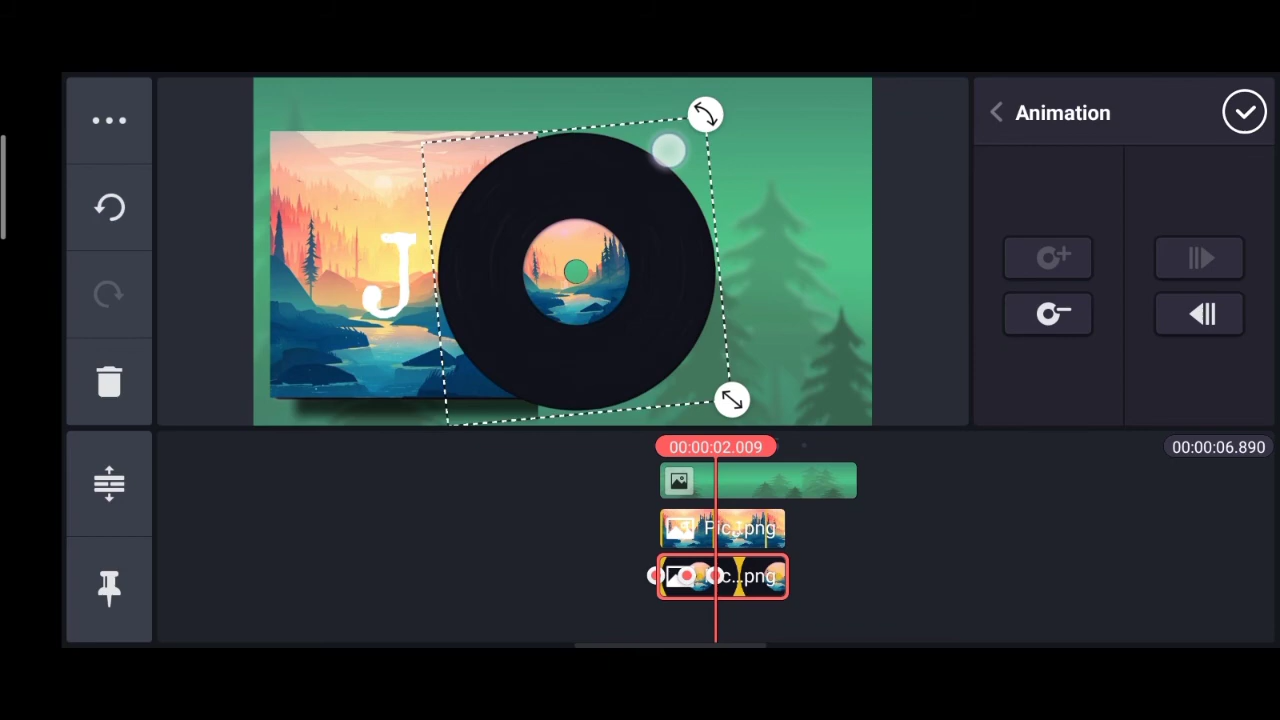 Animation
J
00:00:02.009
00:00:06.890
Pic
png
c...png